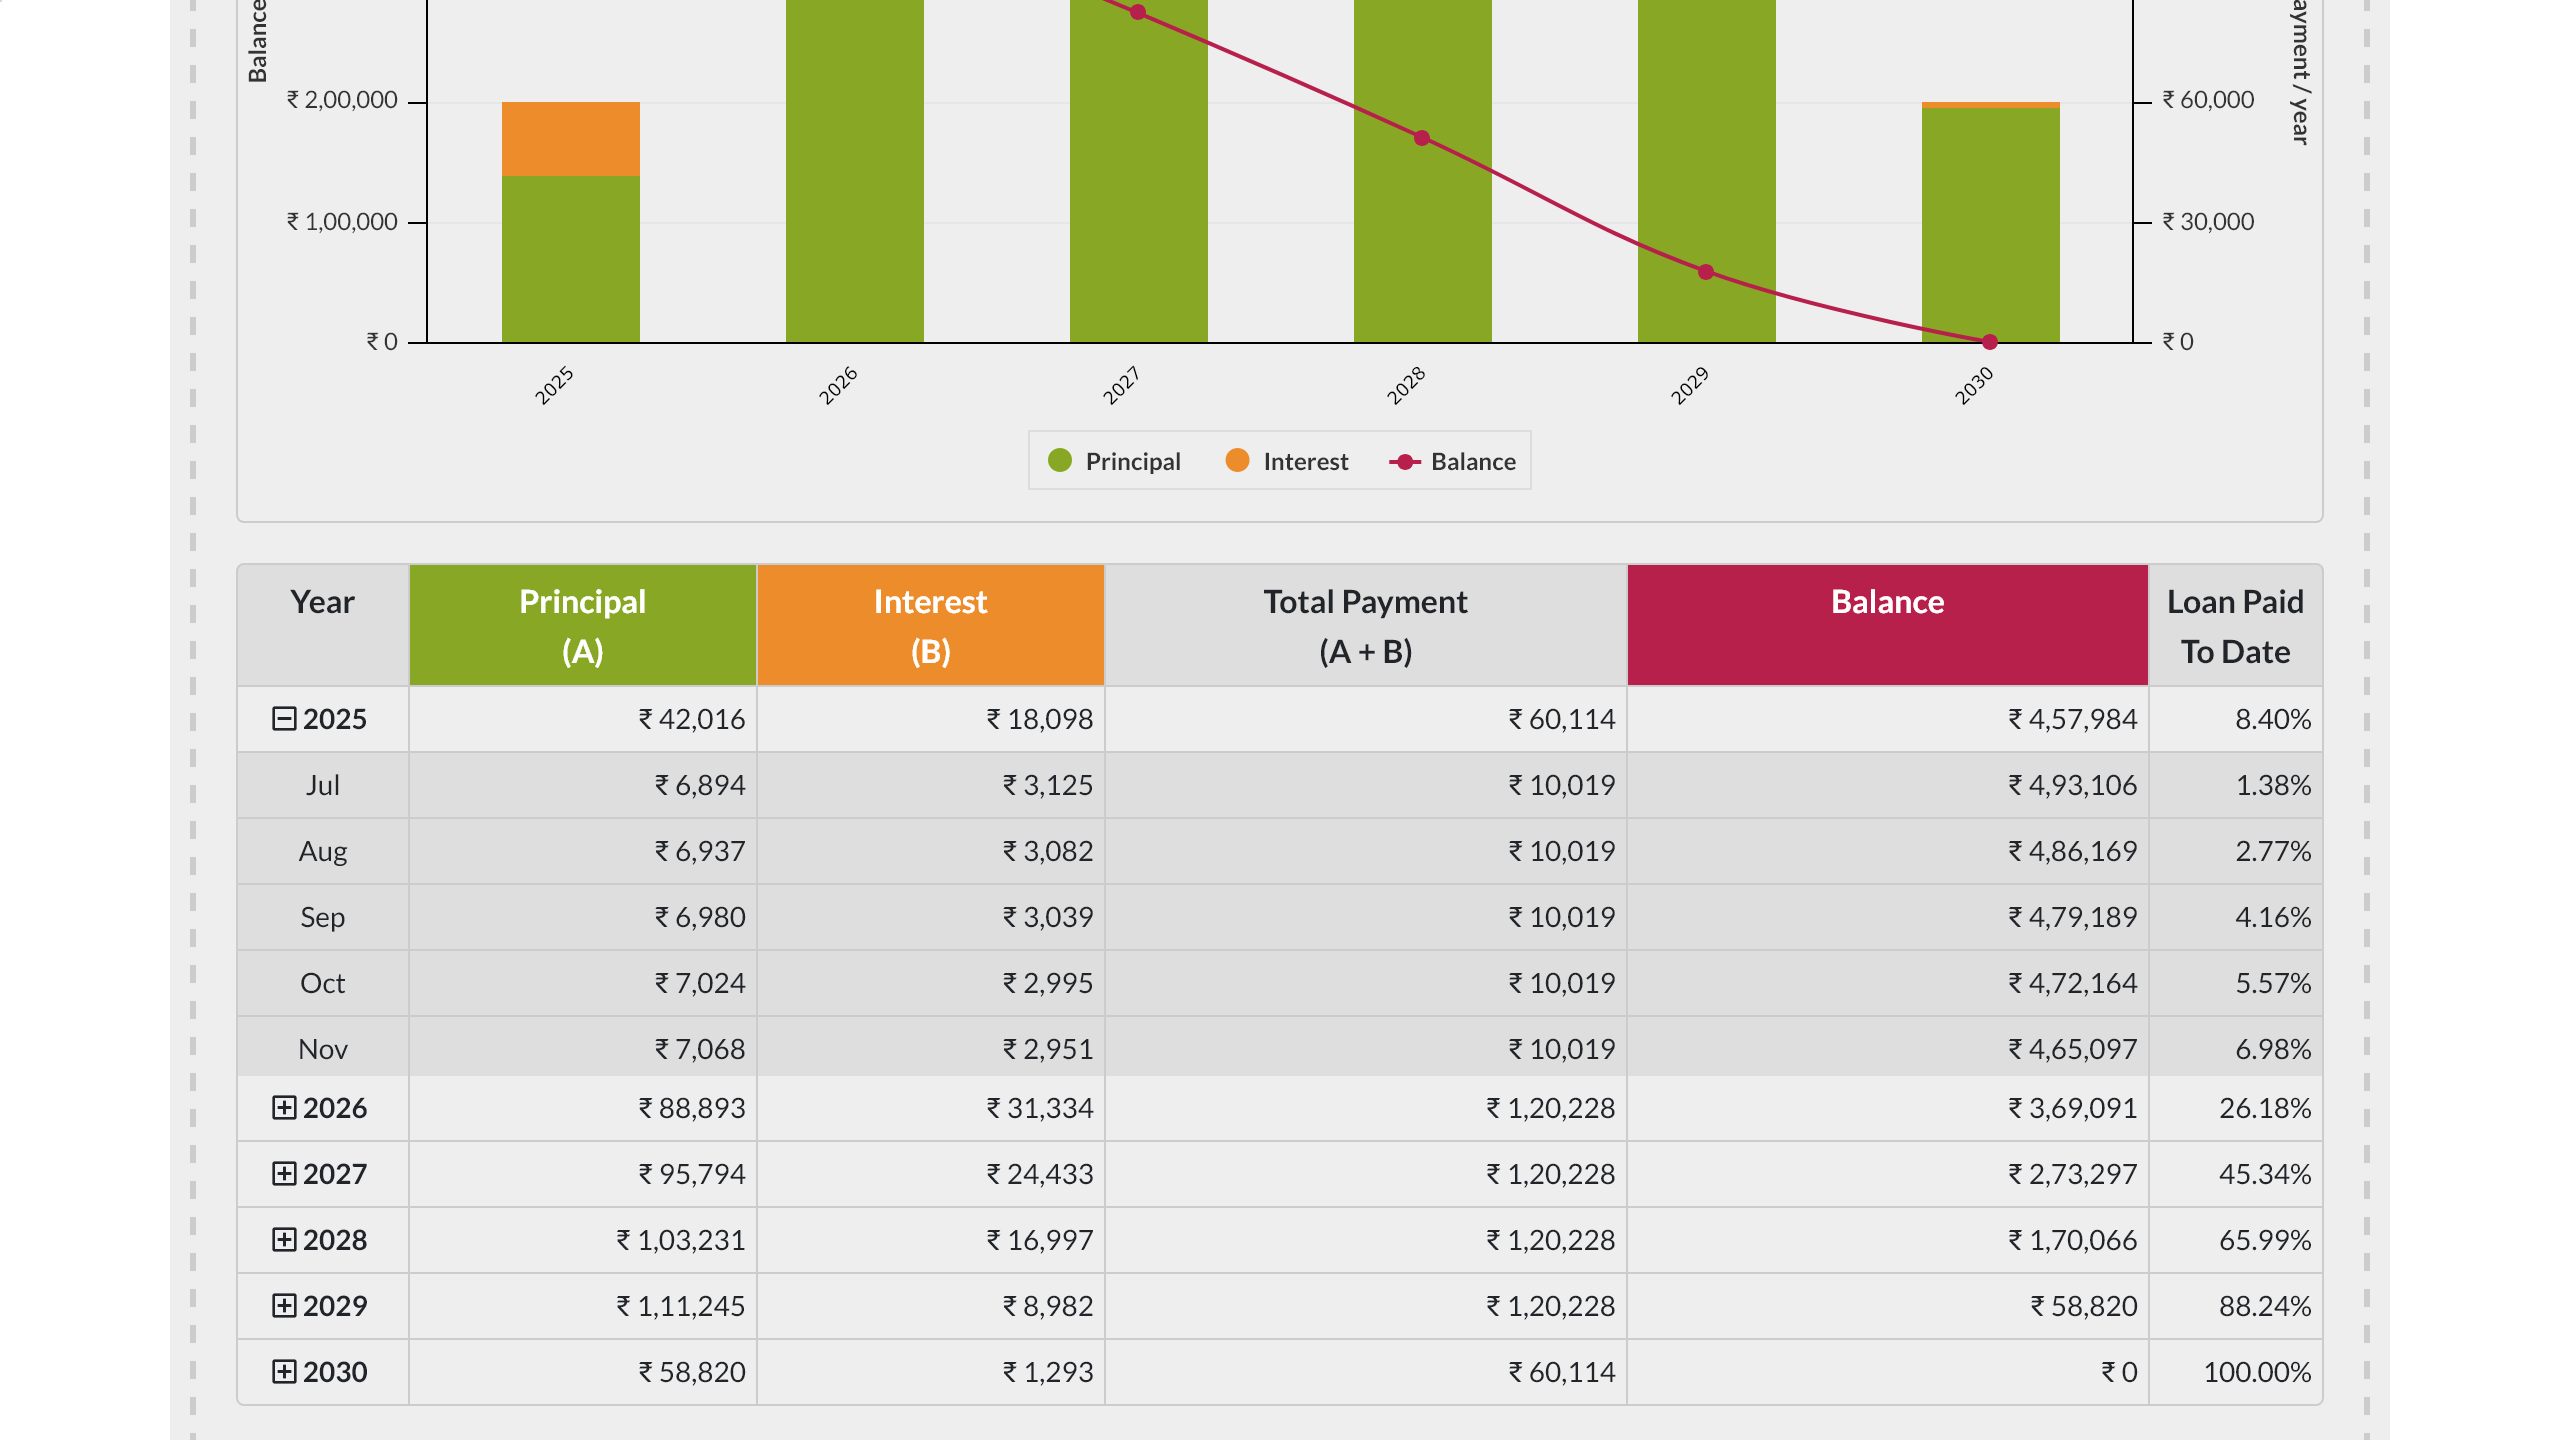 Balance
ayment / year
₹ 2,00,000
₹ 60,000
₹ 1,00,000
₹ 30,000
₹ 0
₹ 0
2025
2026
2027
2028
2029
2030
Principal Interest Balance
Year Principal Interest Total Payment Balance Loan Paid
(A) (B) (A + B) To Date
2025 ₹ 42,016 ₹ 18,098 ₹ 60,114 ₹ 4,57,984 8.40%
Jul ₹ 6,894 ₹ 3,125 ₹ 10,019 ₹ 4,93,106 1.38%
Aug ₹ 6,937 ₹ 3,082 ₹ 10,019 ₹ 4,86,169 2.77%
Sep ₹ 6,980 ₹ 3,039 ₹ 10,019 ₹ 4,79,189 4.16%
Oct ₹ 7,024 ₹ 2,995 ₹ 10,019 ₹ 4,72,164 5.57%
Nov ₹ 7,068 ₹ 2,951 ₹ 10,019 ₹ 4,65,097 6.98%
2026 ₹ 88,893 ₹ 31,334 ₹ 1,20,228 ₹ 3,69,091 26.18%
2027 ₹ 95,794 ₹ 24,433 ₹ 1,20,228 ₹ 2,73,297 45.34%
2028 ₹ 1,03,231 ₹ 16,997 ₹ 1,20,228 ₹ 1,70,066 65.99%
2029 ₹ 1,11,245 ₹ 8,982 ₹ 1,20,228 ₹ 58,820 88.24%
2030 ₹ 58,820 ₹ 1,293 ₹ 60,114 ₹ 0 100.00%